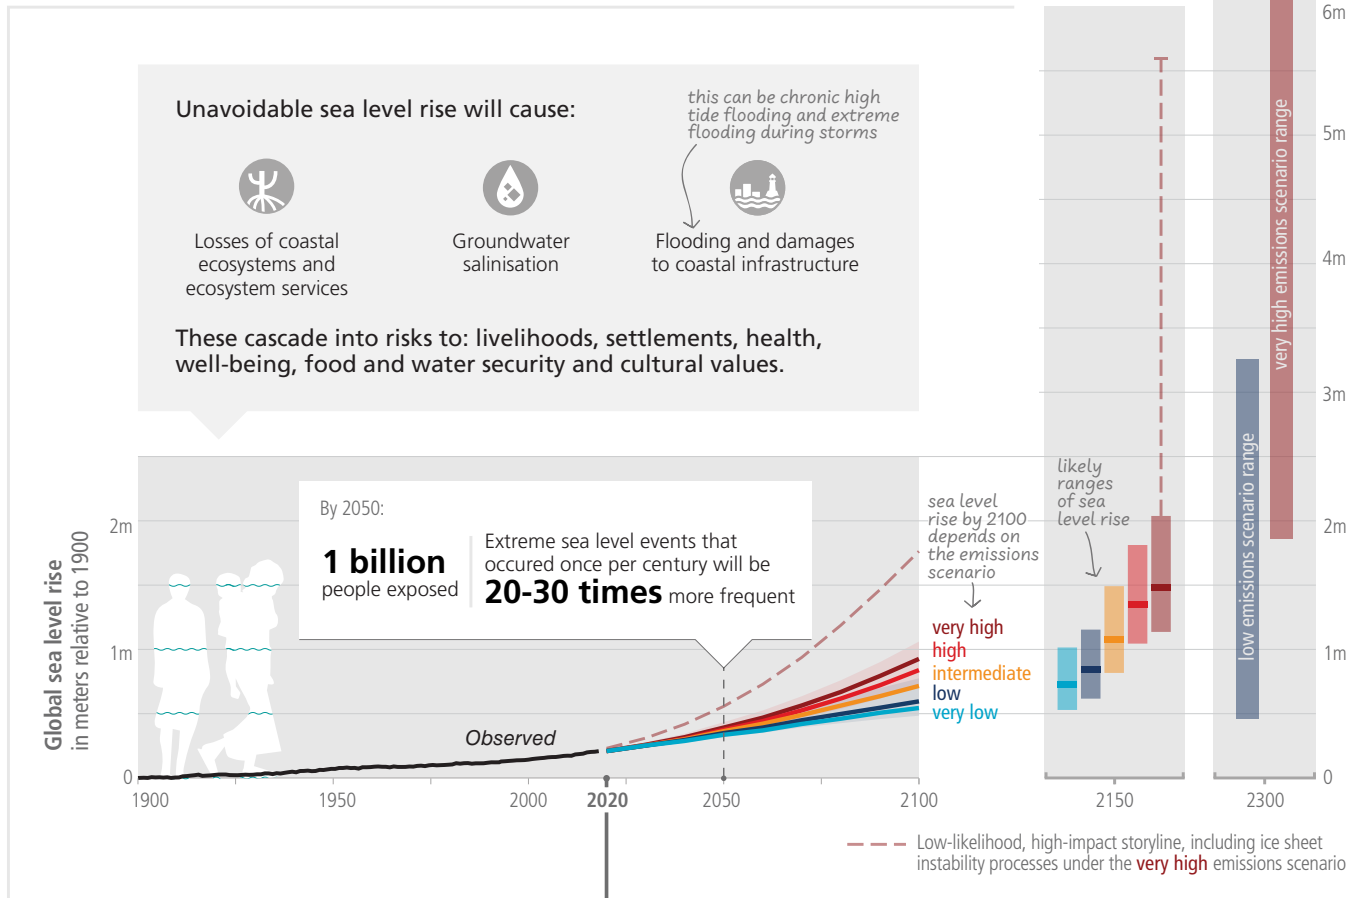 Unavoidable sea level rise will cause:
this can be chronic high
tide flooding and extreme
flooding during storms
Losses of coastal
ecosystems and
ecosystem services
Groundwater
salinisation
Flooding and damages
to coastal infrastructure
These cascade into risks to: livelihoods, settlements, health,
well-being, food and water security and cultural values.
Global sea level rise
in meters relative to 1900
2m
1m
0
By 2050:
1 billion
people exposed
Extreme sea level events that
occured once per century will be
20-30 times more frequent
Observed
1900
1950
2000
2020
2050
2100
sea level
rise by 2100
depends on
the emissions
scenario
very high
high
intermediate
low
very low
likely
ranges
of sea
level rise
2150
low emissions scenario range
very high emissions scenario range
2300
6m
5m
4m
3m
2m
1m
0
Low-likelihood, high-impact storyline, including ice sheet
instability processes under the very high emissions scenario